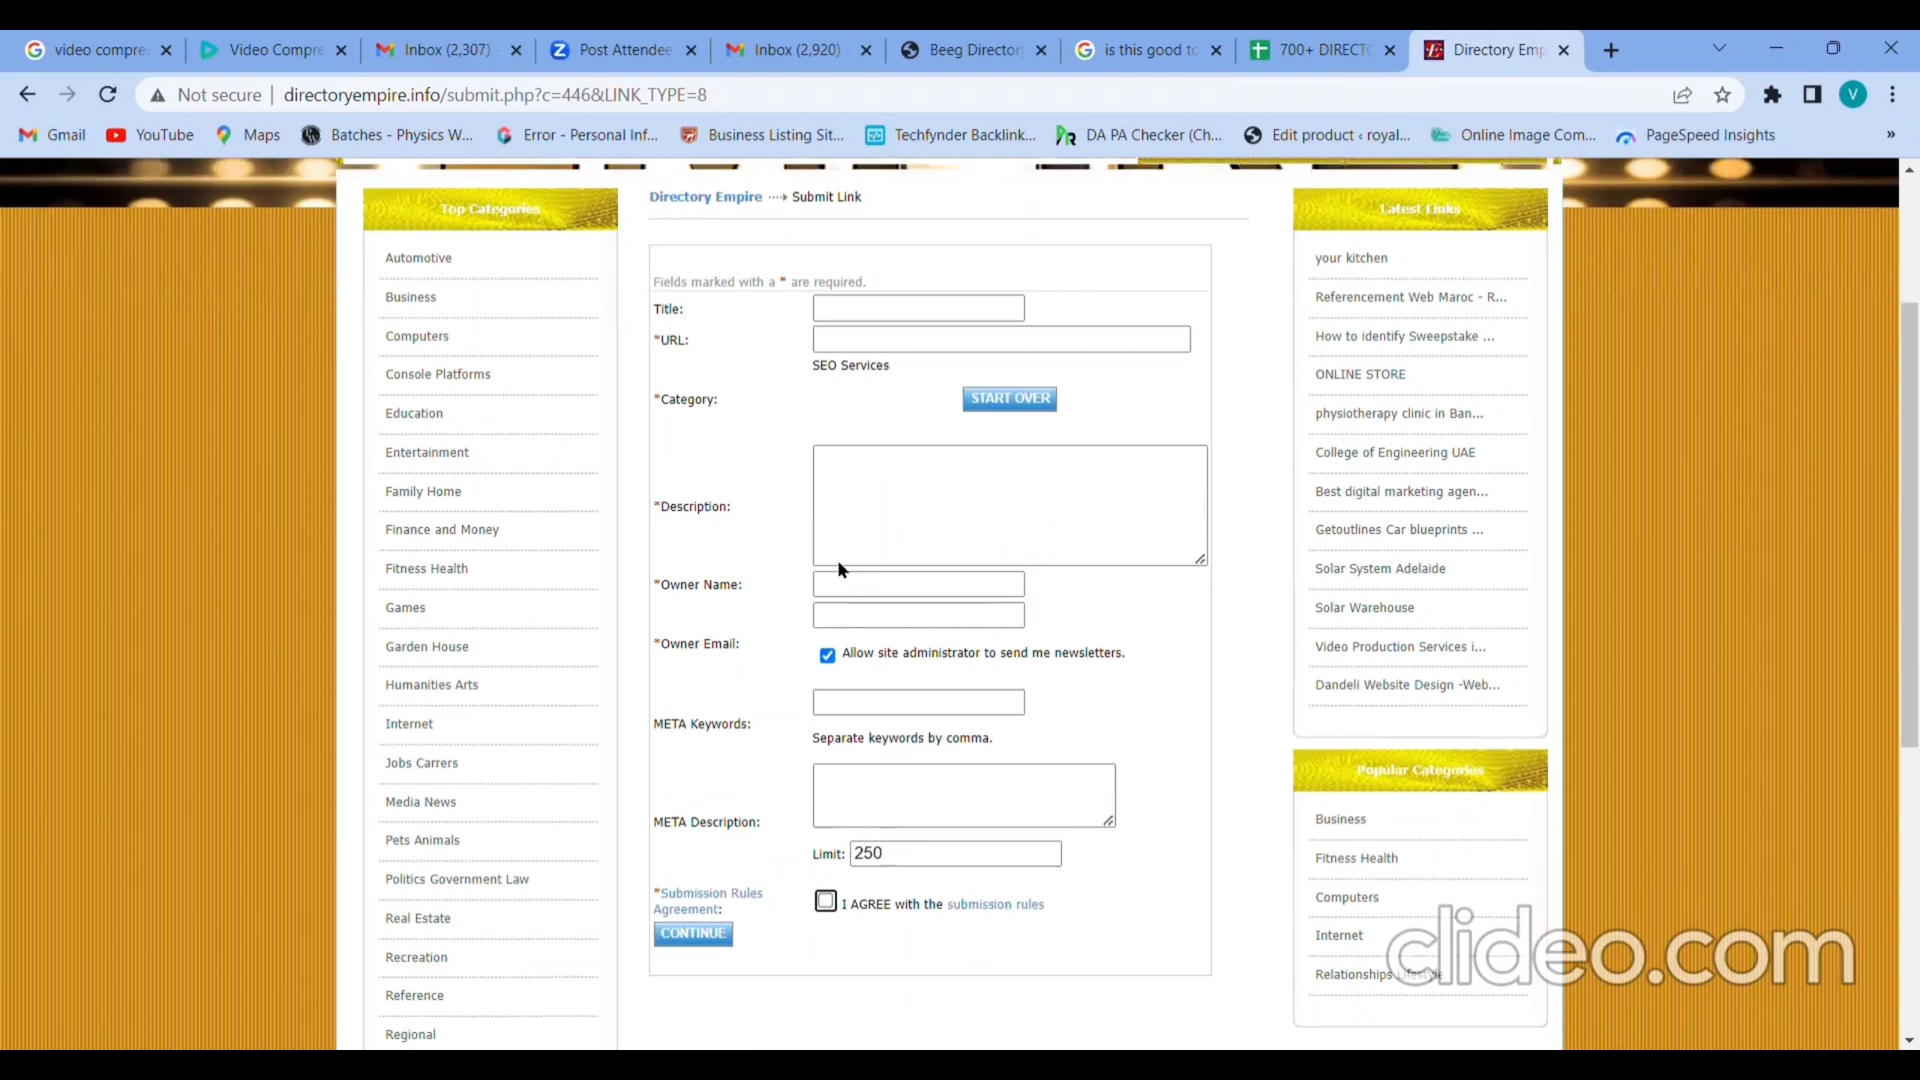 video compre
Video Compre
Inbox (2,307)
Post Attendee
Inbox (2,920)
Beeg Director
is this good to
700+ DIRECTO
Directory Emp
Not secure | directoryempire.info/submit.php?c=446&LINK_TYPE=8
V
Gmail
YouTube
Maps
Batches - Physics W...
Error - Personal Inf...
Business Listing Sit...
Techfynder Backlink...
DA PA Checker (Ch...
Edit product ‹ royal...
Online Image Com...
PageSpeed Insights
»
Top Categories
Automotive
Business
Computers
Console Platforms
Education
Entertainment
Family Home
Finance and Money
Fitness Health
Games
Garden House
Humanities Arts
Internet
Jobs Carrers
Media News
Pets Animals
Politics Government Law
Real Estate
Recreation
Reference
Regional
Directory Empire ····› Submit Link
Fields marked with a * are required.
Title:
*URL:
SEO Services
*Category:
START OVER
*Description:
*Owner Name:
*Owner Email:
Allow site administrator to send me newsletters.
META Keywords:
Separate keywords by comma.
META Description:
Limit: 250
*Submission Rules
Agreement:
I AGREE with the submission rules
CONTINUE
Latest Links
your kitchen
Referencement Web Maroc - R...
How to identify Sweepstake ...
ONLINE STORE
physiotherapy clinic in Ban...
College of Engineering UAE
Best digital marketing agen...
Getoutlines Car blueprints ...
Solar System Adelaide
Solar Warehouse
Video Production Services i...
Dandeli Website Design -Web...
Popular Categories
Business
Fitness Health
Computers
Internet
Relationships Lifestyle
clideo.com